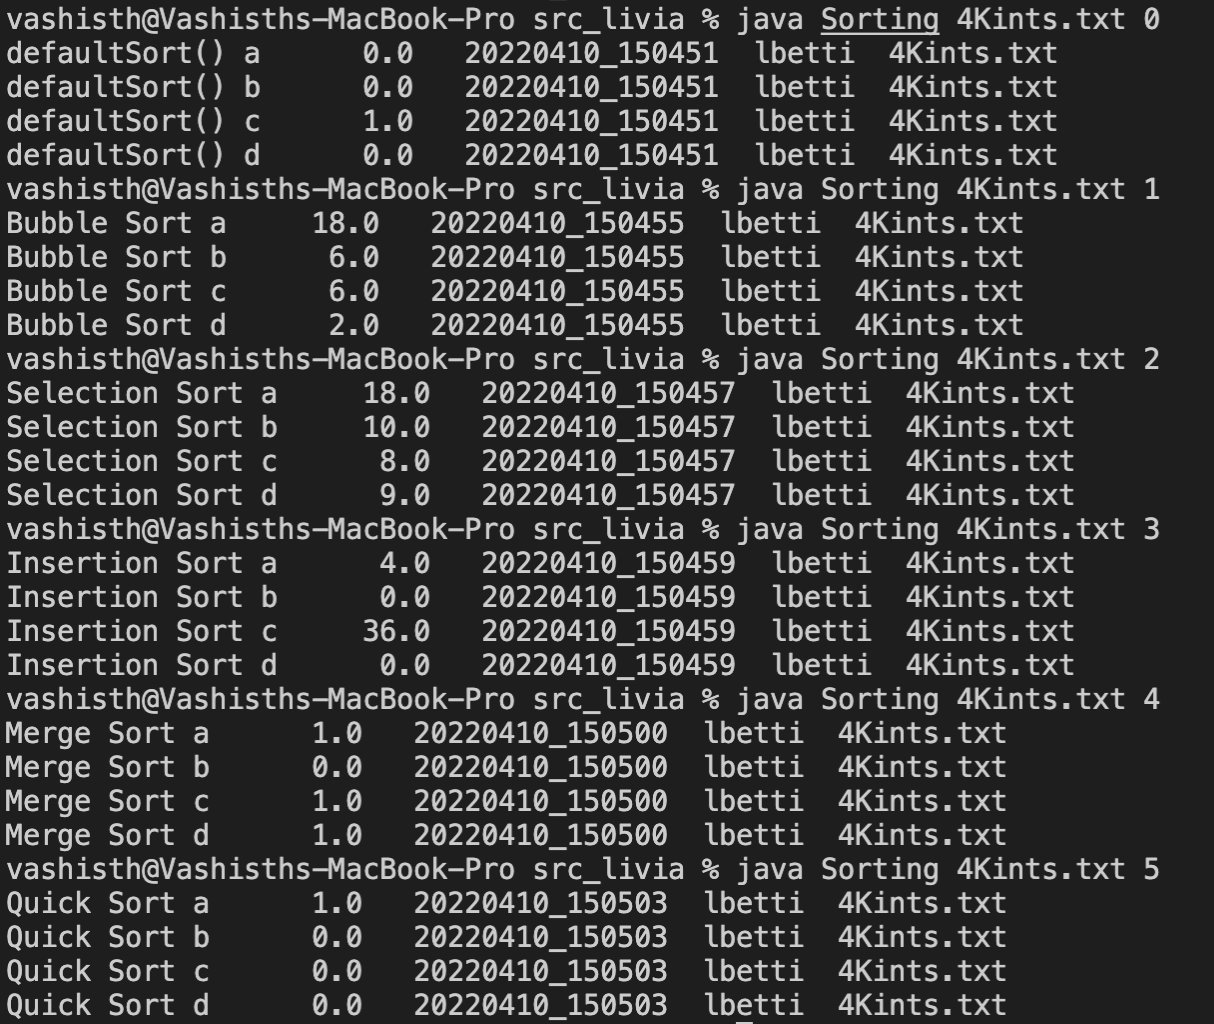 vashisth@Vashisths-MacBook-Pro src_livia % java Sorting 4Kints.txt 0
defaultSort() a      0.0   20220410_150451  lbetti  4Kints.txt
defaultSort() b      0.0   20220410_150451  lbetti  4Kints.txt
defaultSort() c      1.0   20220410_150451  lbetti  4Kints.txt
defaultSort() d      0.0   20220410_150451  lbetti  4Kints.txt
vashisth@Vashisths-MacBook-Pro src_livia % java Sorting 4Kints.txt 1
Bubble Sort a     18.0   20220410_150455  lbetti  4Kints.txt
Bubble Sort b      6.0   20220410_150455  lbetti  4Kints.txt
Bubble Sort c      6.0   20220410_150455  lbetti  4Kints.txt
Bubble Sort d      2.0   20220410_150455  lbetti  4Kints.txt
vashisth@Vashisths-MacBook-Pro src_livia % java Sorting 4Kints.txt 2
Selection Sort a     18.0   20220410_150457  lbetti  4Kints.txt
Selection Sort b     10.0   20220410_150457  lbetti  4Kints.txt
Selection Sort c      8.0   20220410_150457  lbetti  4Kints.txt
Selection Sort d      9.0   20220410_150457  lbetti  4Kints.txt
vashisth@Vashisths-MacBook-Pro src_livia % java Sorting 4Kints.txt 3
Insertion Sort a      4.0   20220410_150459  lbetti  4Kints.txt
Insertion Sort b      0.0   20220410_150459  lbetti  4Kints.txt
Insertion Sort c     36.0   20220410_150459  lbetti  4Kints.txt
Insertion Sort d      0.0   20220410_150459  lbetti  4Kints.txt
vashisth@Vashisths-MacBook-Pro src_livia % java Sorting 4Kints.txt 4
Merge Sort a      1.0   20220410_150500  lbetti  4Kints.txt
Merge Sort b      0.0   20220410_150500  lbetti  4Kints.txt
Merge Sort c      1.0   20220410_150500  lbetti  4Kints.txt
Merge Sort d      1.0   20220410_150500  lbetti  4Kints.txt
vashisth@Vashisths-MacBook-Pro src_livia % java Sorting 4Kints.txt 5
Quick Sort a      1.0   20220410_150503  lbetti  4Kints.txt
Quick Sort b      0.0   20220410_150503  lbetti  4Kints.txt
Quick Sort c      0.0   20220410_150503  lbetti  4Kints.txt
Quick Sort d      0.0   20220410_150503  lbetti  4Kints.txt